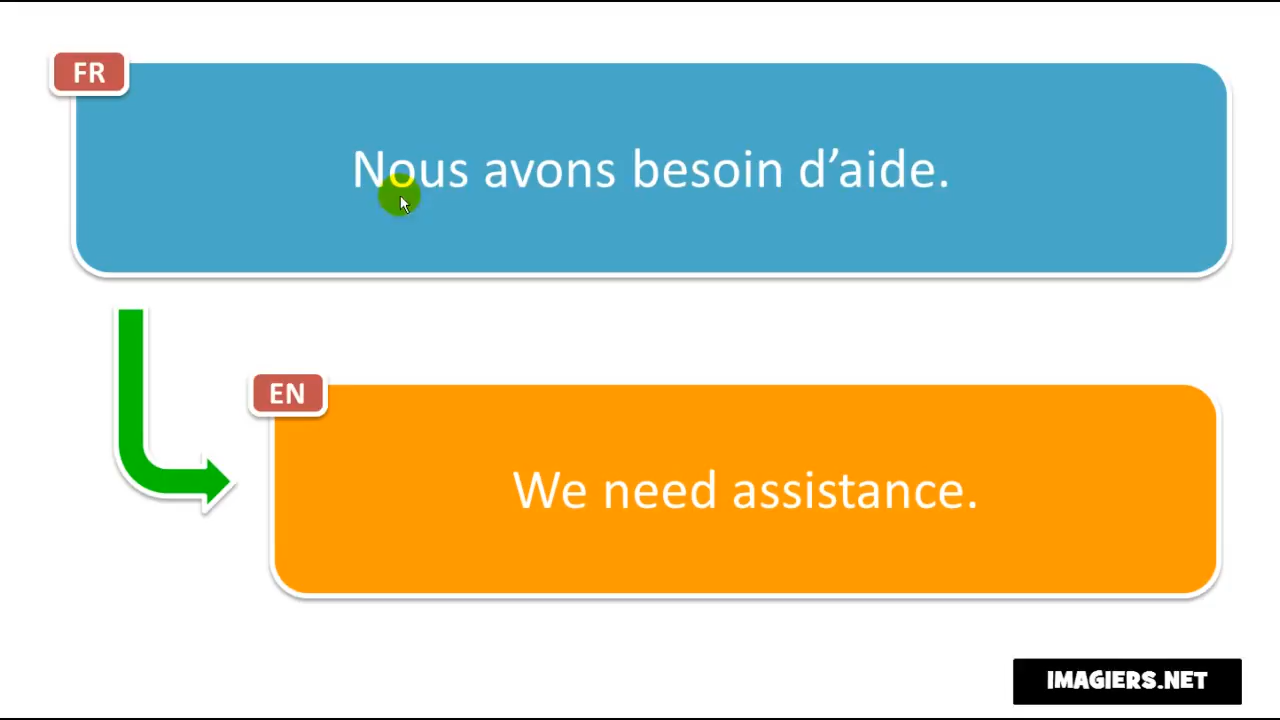 FR
Nous avons besoin d’aide.
EN
We need assistance.
IMAGIERS.NET